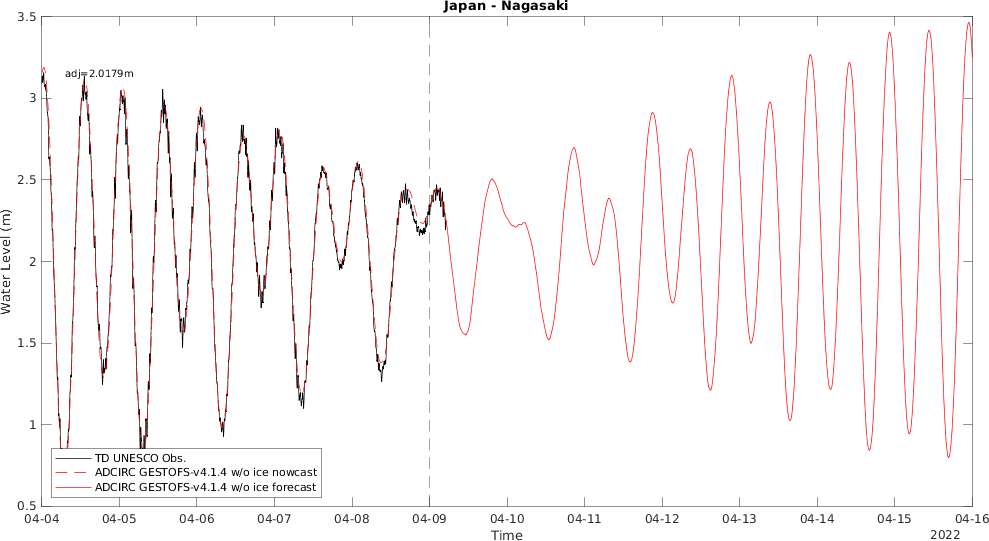 Japan - Nagasaki
adj=2.0179m
Water Level (m)
3.5
3
2.5
2
1.5
1
0.5
TD UNESCO Obs.
ADCIRC GESTOFS-v4.1.4 w/o ice nowcast
ADCIRC GESTOFS-v4.1.4 w/o ice forecast
04-04 04-05 04-06 04-07 04-08 04-09 04-10 04-11 04-12 04-13 04-14 04-15 04-16
Time
2022